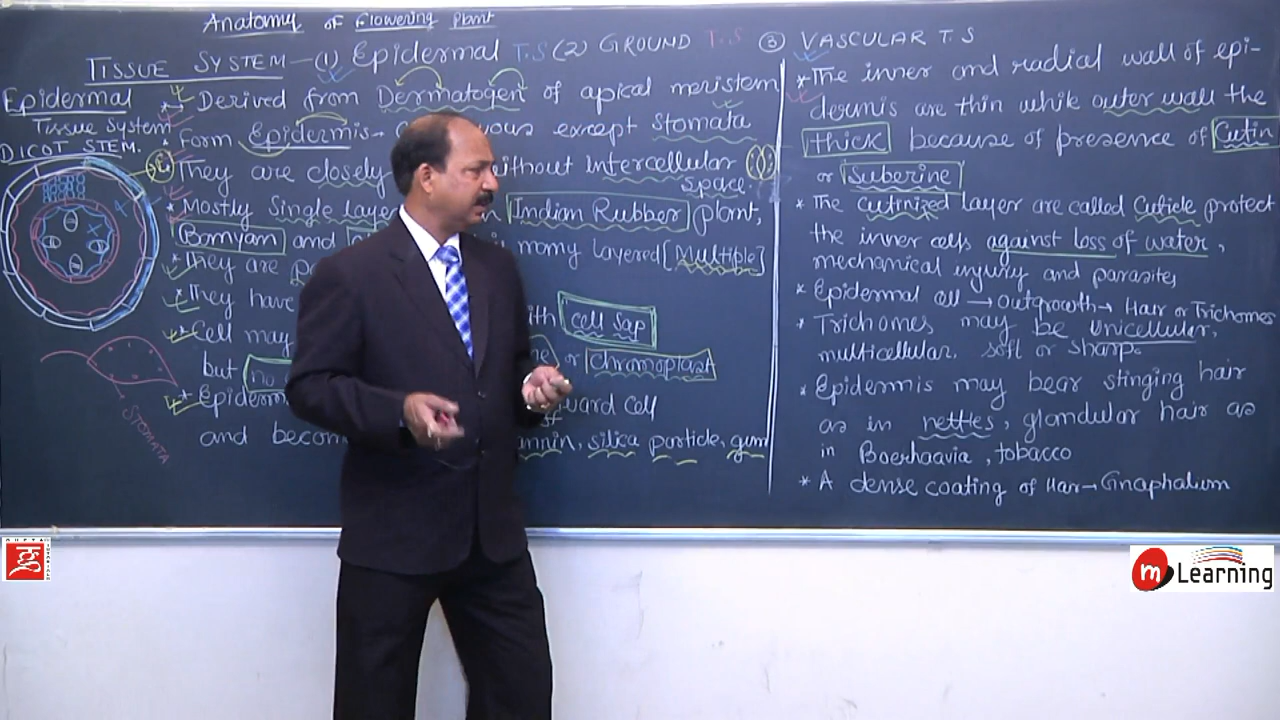 Anatomy of Flowering Plant
TISSUE SYSTEM - (1) Epidermal T.S (2) GROUND T.S ③ VASCULAR T.S
Epidermal
Tissue System
DICOT STEM.
* Derived from Dermatogen of apical meristem
* Form Epidermis - except Stomata
* They are closely without Intercellular
space.
* Mostly Single Indian Rubber plant,
Banyan and many layered [Multiple]
* They are
* They have
* Cell may with cell Sap
but no or Chromoplast
* guard cell
and silica particle, gum
STOMATA
* The inner and radial wall of epi-
dermis are thin while outer wall the
thick because of presence of Cutin
or Suberine
* The cutinized layer are called Cuticle protect
the inner cells against loss of water,
mechanical injury and parasites
* Epidermal cell → outgrowth → Hair or Trichomes
* Trichomes may be Unicellular,
multicellular. soft or sharp.
* Epidermis may bear stinging hair
as in nettles, glandular hair as
in Boerhaavia, tobacco
* A dense coating of Hair → Gnaphalium
m Learning